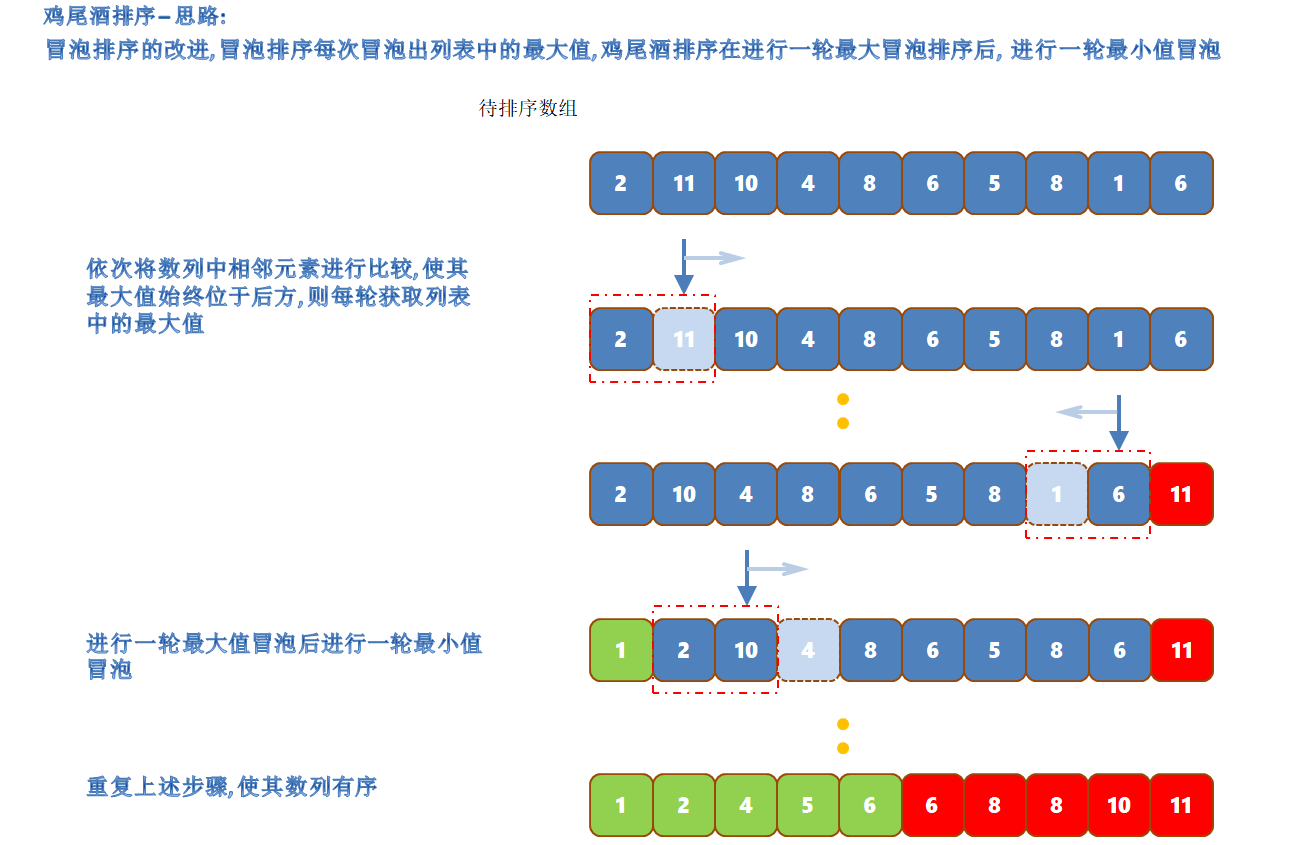 鸡尾酒排序–思路:
冒泡排序的改进,冒泡排序每次冒泡出列表中的最大值,鸡尾酒排序在进行一轮最大冒泡排序后, 进行一轮最小值冒泡
待排序数组
2 11 10 4 8 6 5 8 1 6
依次将数列中相邻元素进行比较,使其
最大值始终位于后方,则每轮获取列表
中的最大值
2 11 10 4 8 6 5 8 1 6
2 10 4 8 6 5 8 1 6 11
进行一轮最大值冒泡后进行一轮最小值
冒泡
1 2 10 4 8 6 5 8 6 11
重复上述步骤,使其数列有序
1 2 4 5 6 6 8 8 10 11